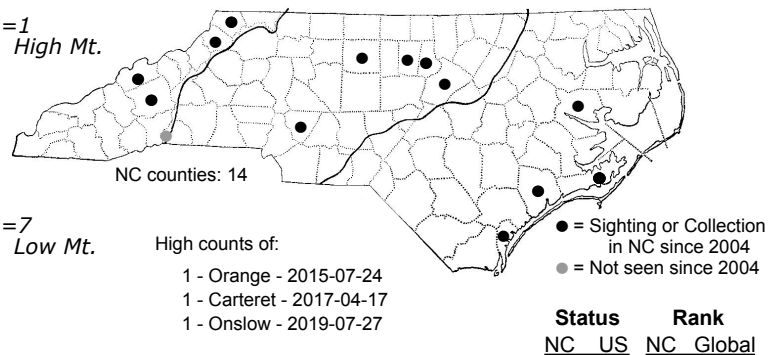 =1
High Mt.
NC counties: 14
=7
Low Mt.
High counts of:
1 - Orange - 2015-07-24
1 - Carteret - 2017-04-17
1 - Onslow - 2019-07-27
= Sighting or Collection
in NC since 2004
= Not seen since 2004
Status Rank
NC US NC Global